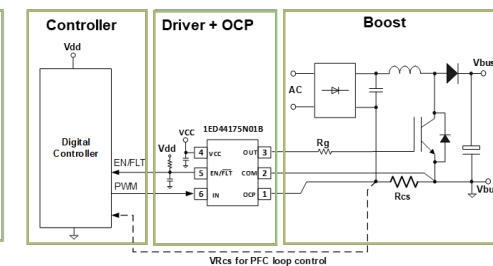 Controller
Driver + OCP
Boost
Vdd
Vbus
AC
VCC
1ED44175N01B
Vdd
Digital
Controller
EN/FLT
PWM
4 VCC OUT 3
5 EN/FLT COM 2
6 IN OCP 1
Rg
Rcs
Vbu
VRcs for PFC loop control